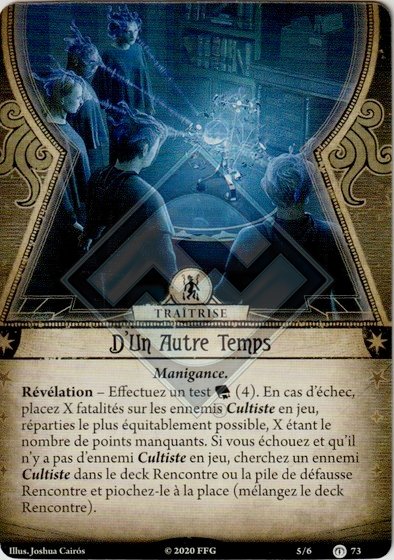 TRAÎTRISE
D'Un Autre Temps
Manigance.
Révélation – Effectuez un test (4). En cas d'échec,
placez X fatalités sur les ennemis Cultiste en jeu,
réparties le plus équitablement possible, X étant le
nombre de points manquants. Si vous échouez et qu'il
n'y a pas d'ennemi Cultiste en jeu, cherchez un ennemi
Cultiste dans le deck Rencontre ou la pile de défausse
Rencontre et piochez-le à la place (mélangez le deck
Rencontre).
Illus. Joshua Cairós © 2020 FFG 5/6 73